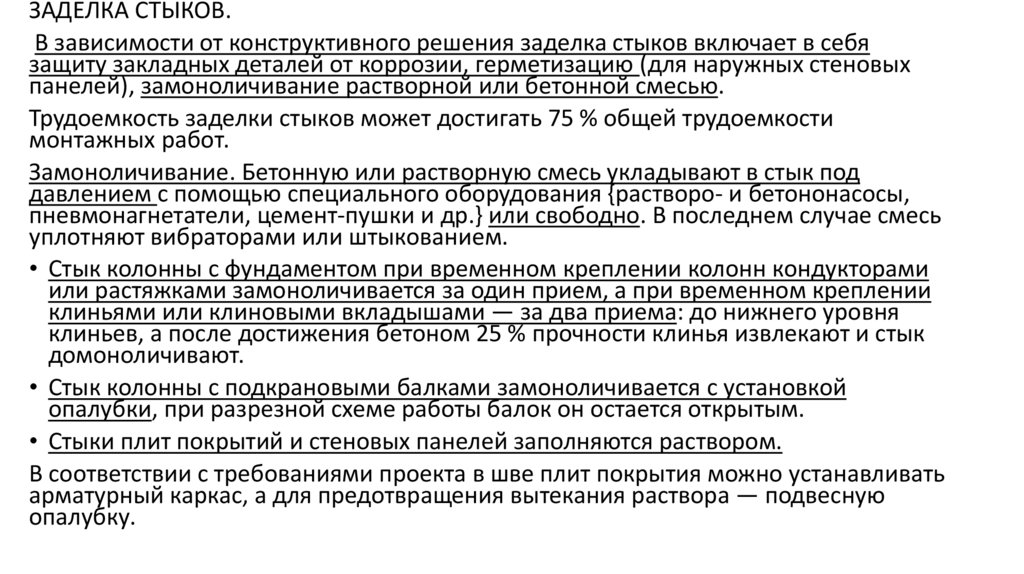 ЗАДЕЛКА СТЫКОВ.
В зависимости от конструктивного решения заделка стыков включает в себя
защиту закладных деталей от коррозии, герметизацию (для наружных стеновых
панелей), замоноличивание растворной или бетонной смесью.
Трудоемкость заделки стыков может достигать 75 % общей трудоемкости
монтажных работ.
Замоноличивание. Бетонную или растворную смесь укладывают в стык под
давлением с помощью специального оборудования {растворо- и бетононасосы,
пневмонагнетатели, цемент-пушки и др.} или свободно. В последнем случае смесь
уплотняют вибраторами или штыкованием.
• Стык колонны с фундаментом при временном креплении колонн кондукторами
или растяжками замоноличивается за один прием, а при временном креплении
клиньями или клиновыми вкладышами — за два приема: до нижнего уровня
клиньев, а после достижения бетоном 25 % прочности клинья извлекают и стык
домоноличивают.
• Стык колонны с подкрановыми балками замоноличивается с установкой
опалубки, при разрезной схеме работы балок он остается открытым.
• Стыки плит покрытий и стеновых панелей заполняются раствором.
В соответствии с требованиями проекта в шве плит покрытия можно устанавливать
арматурный каркас, а для предотвращения вытекания раствора — подвесную
опалубку.